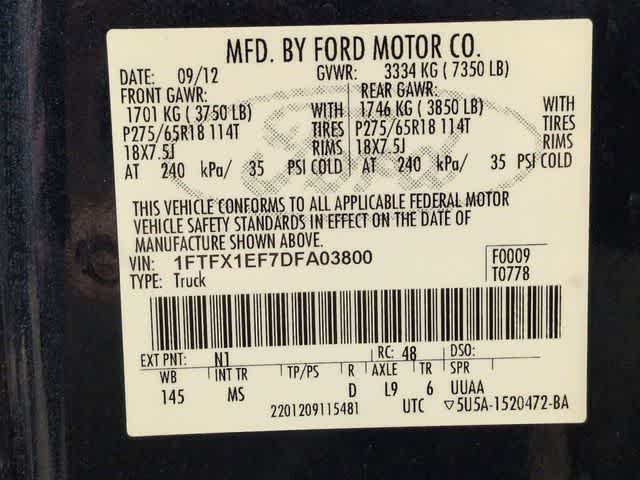 MFD. BY FORD MOTOR CO.
DATE: 09/12 GVWR: 3334 KG ( 7350 LB)
FRONT GAWR: REAR GAWR:
1701 KG ( 3750 LB) WITH 1746 KG ( 3850 LB) WITH
P275/65R18 114T TIRES P275/65R18 114T TIRES
18X7.5J RIMS 18X7.5J RIMS
AT 240 kPa/ 35 PSI COLD AT 240 kPa/ 35 PSI COLD
Ford
THIS VEHICLE CONFORMS TO ALL APPLICABLE FEDERAL MOTOR
VEHICLE SAFETY STANDARDS IN EFFECT ON THE DATE OF
MANUFACTURE SHOWN ABOVE.
VIN: 1FTFX1EF7DFA03800 F0009
TYPE: Truck T0778
EXT PNT: N1 RC: 48 DSO:
WB INT TR TP/PS R AXLE TR SPR
145 MS D L9 6 UUAA
2201209115481 UTC ▽5U5A-1520472-BA